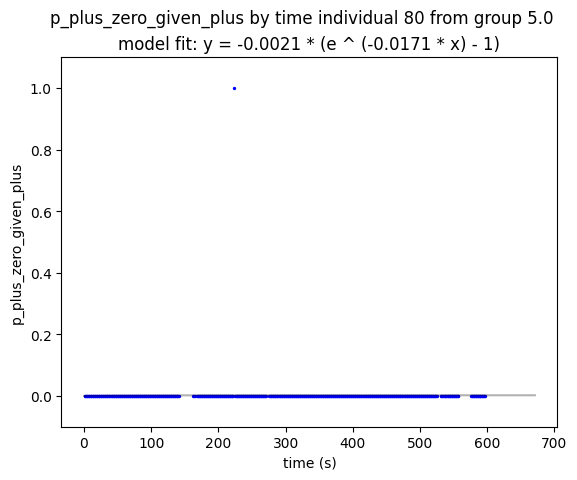 p_plus_zero_given_plus by time individual 80 from group 5.0
model fit: y = -0.0021 * (e ^ (-0.0171 * x) - 1)
p_plus_zero_given_plus
1.0
0.8
0.6
0.4
0.2
0.0
0 100 200 300 400 500 600 700
time (s)